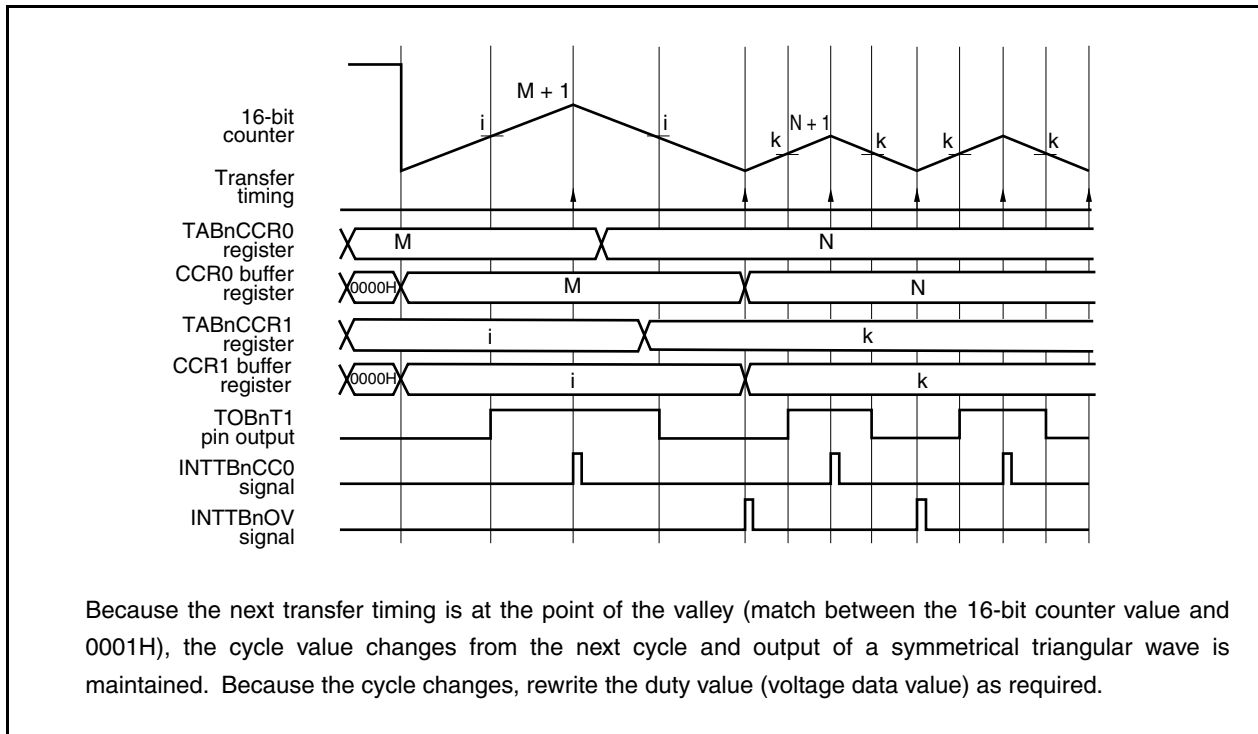 M + 1
16-bit
counter
i
i
k
N + 1
k
k
k
Transfer
timing
TABnCCR0
register
M
N
CCR0 buffer
register
0000H
M
N
TABnCCR1
register
i
k
CCR1 buffer
register
0000H
i
k
TOBnT1
pin output
INTTBnCC0
signal
INTTBnOV
signal
Because the next transfer timing is at the point of the valley (match between the 16-bit counter value and
0001H), the cycle value changes from the next cycle and output of a symmetrical triangular wave is
maintained. Because the cycle changes, rewrite the duty value (voltage data value) as required.